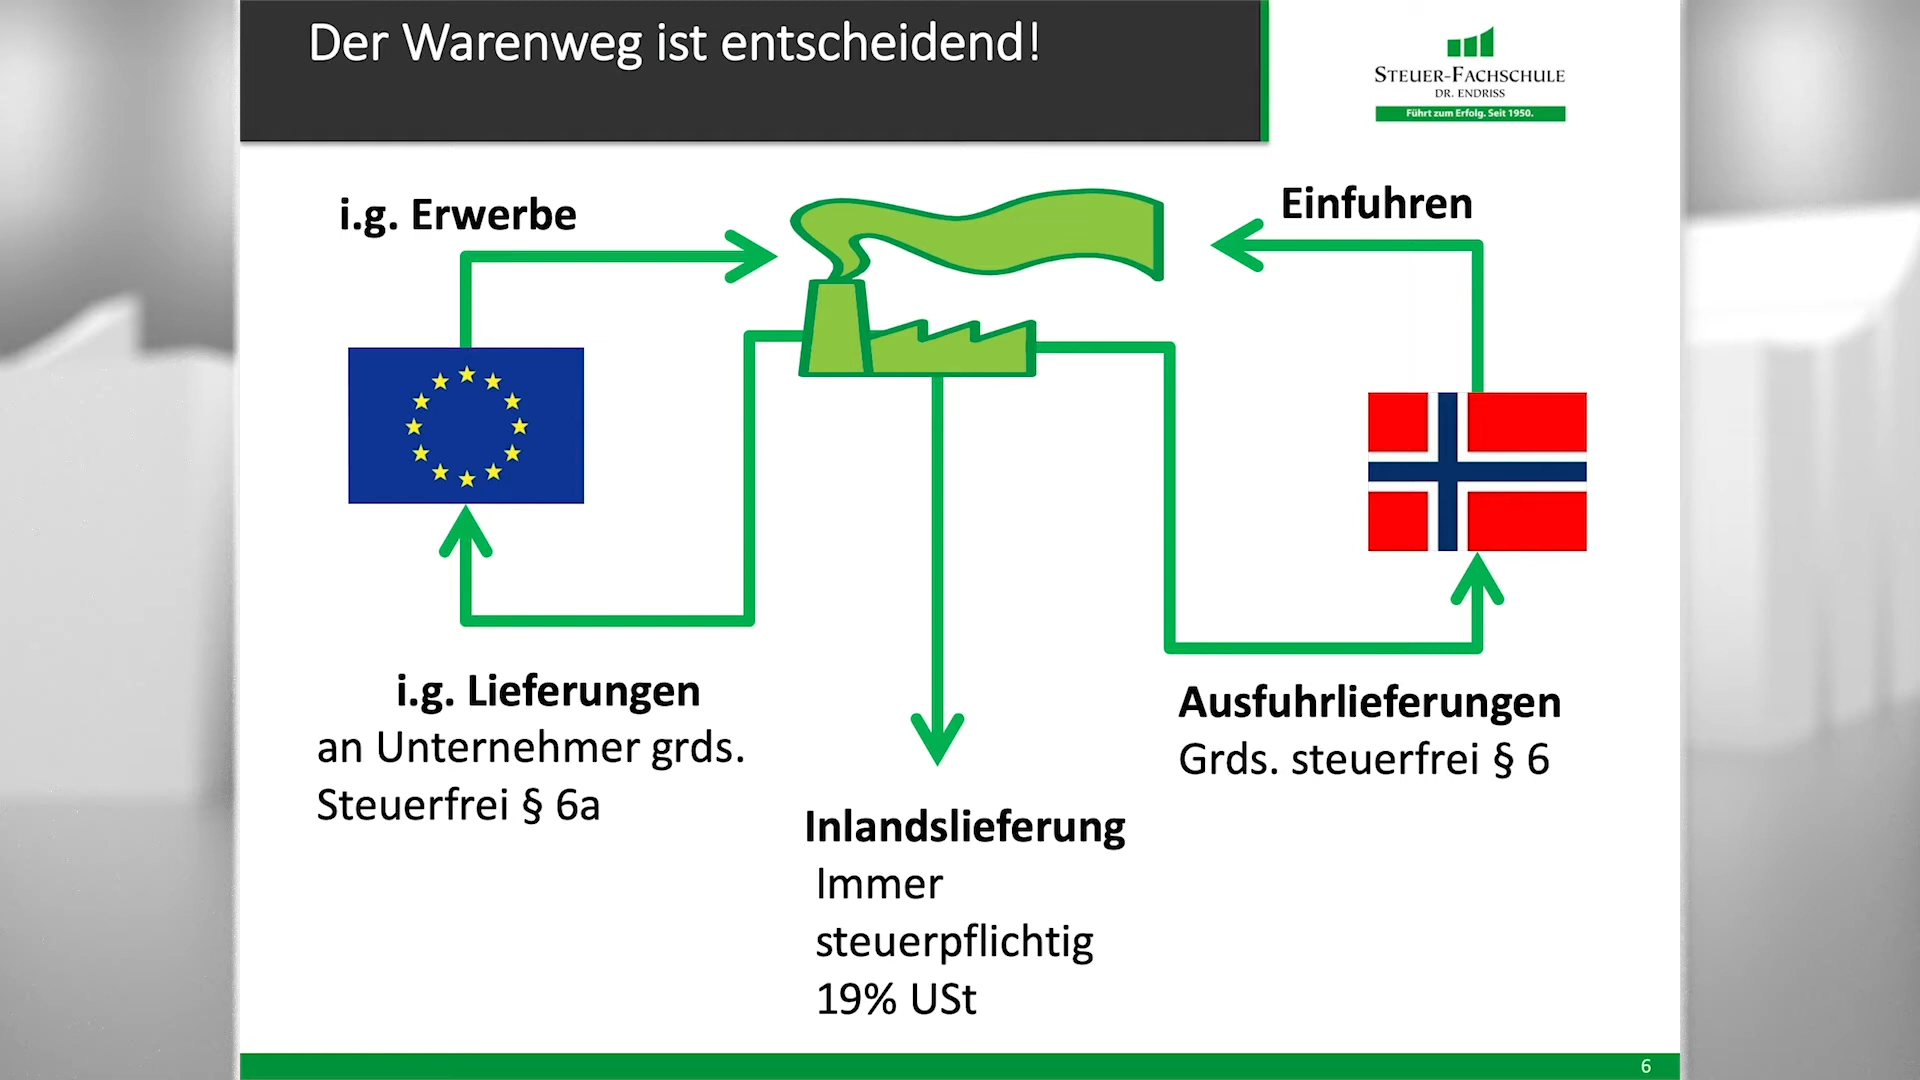 Der Warenweg ist entscheidend!
STEUER-FACHSCHULE
DR. ENDRISS
Führt zum Erfolg. Seit 1950.
i.g. Erwerbe
Einfuhren
i.g. Lieferungen
an Unternehmer grds.
Steuerfrei § 6a
Ausfuhrlieferungen
Grds. steuerfrei § 6
Inlandslieferung
Immer
steuerpflichtig
19% USt
6